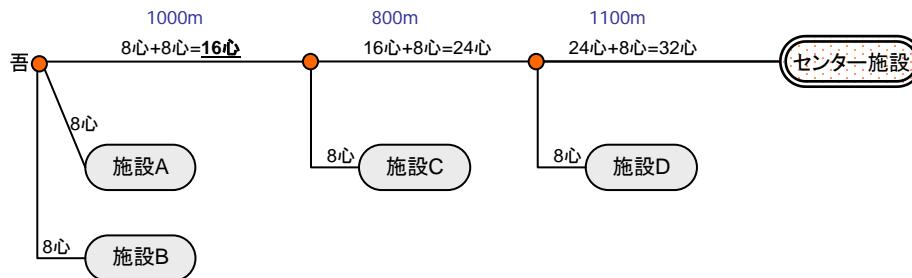 1000m
800m
1100m
8心+8心=16心
16心+8心=24心
24心+8心=32心
吾
センター施設
8心
施設A
8心
施設C
8心
施設D
8心
施設B